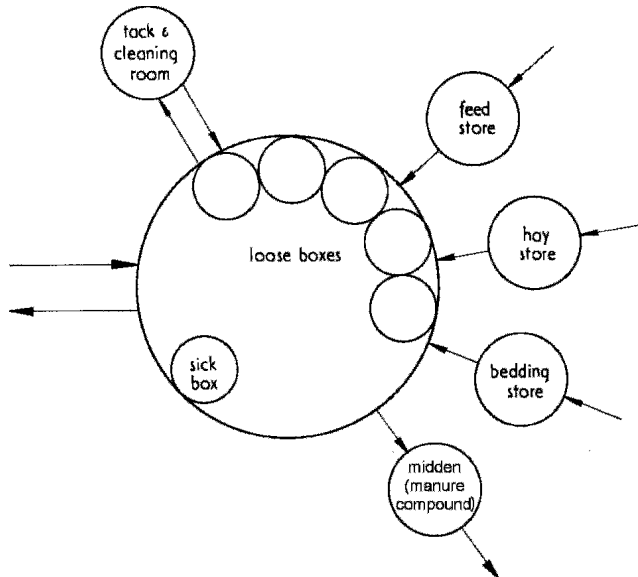 tack &
cleaning
room
feed
store
loose boxes
hay
store
sick
box
bedding
store
midden
(manure
compound)